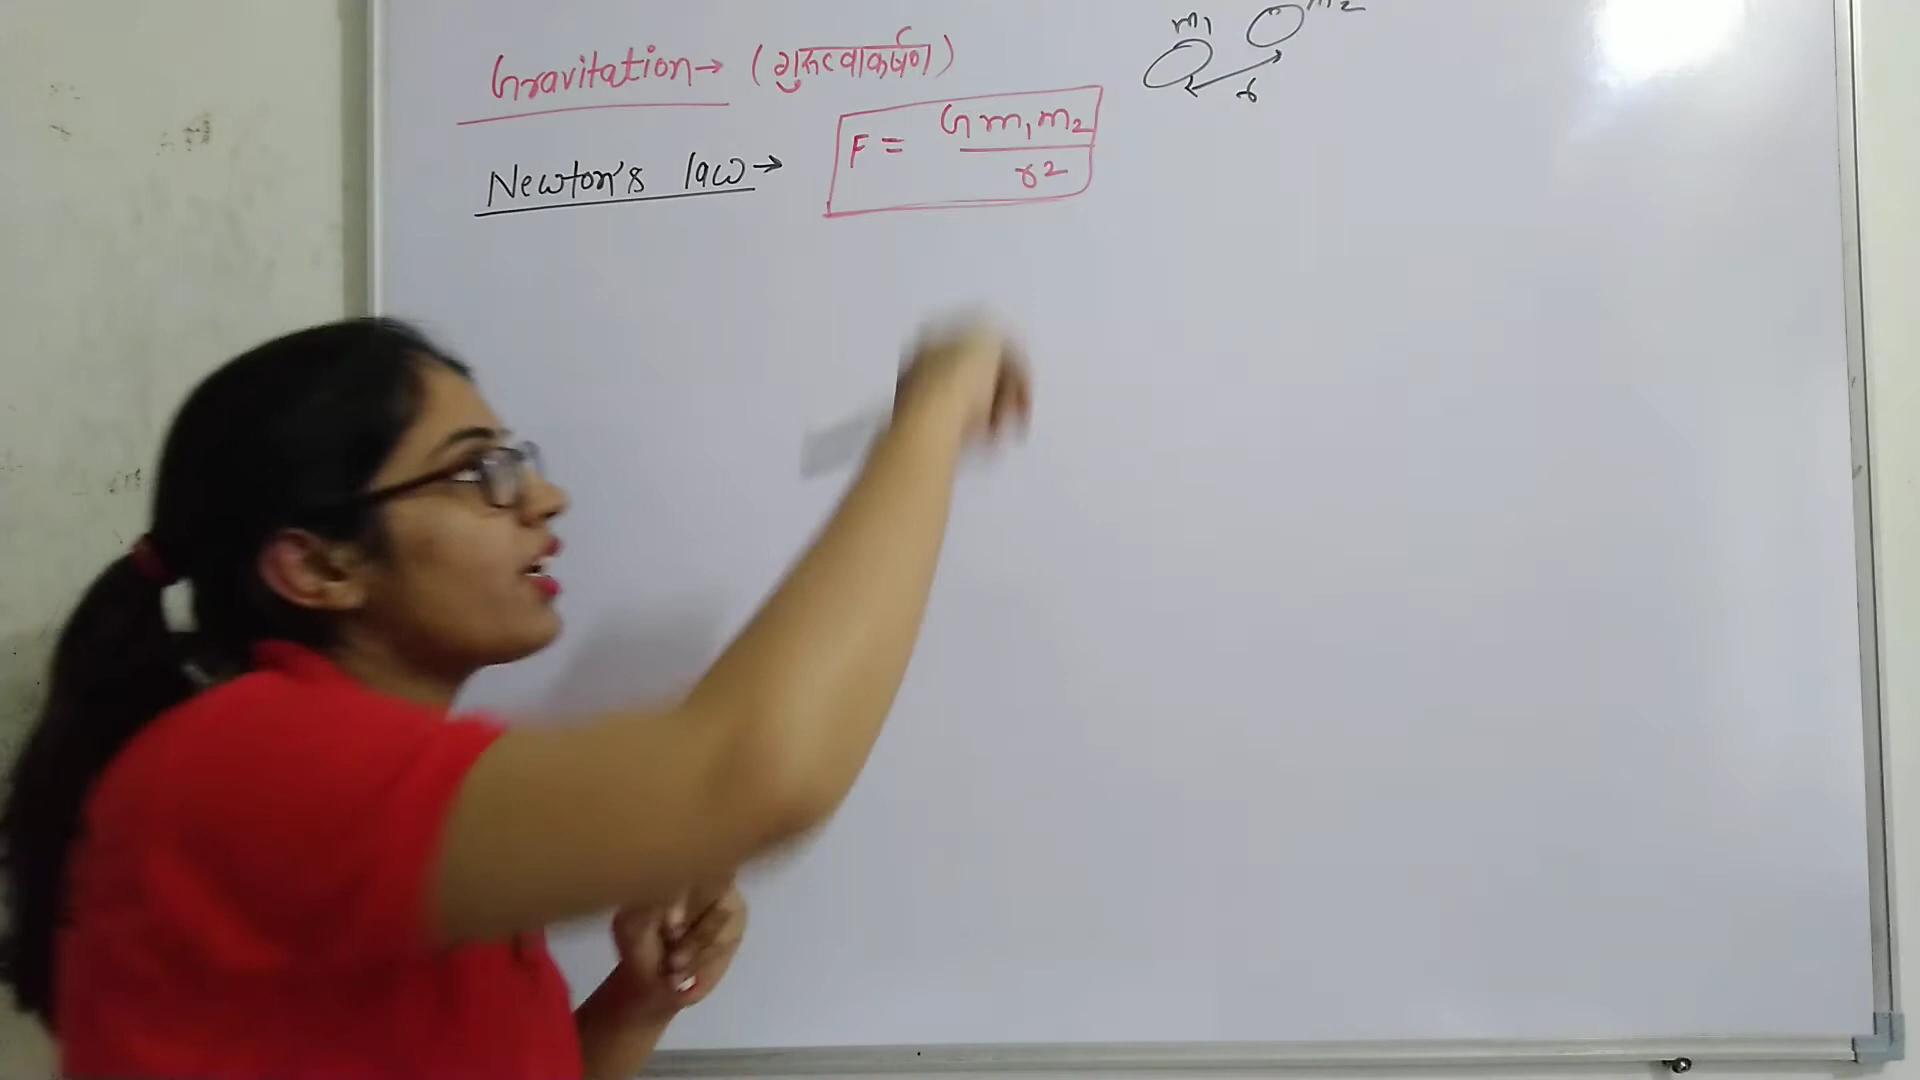 Gravitation→ (गुरुत्वाकर्षण)
Newton's law→ F = Gm₁m₂ / r²
m₁ m₂
r